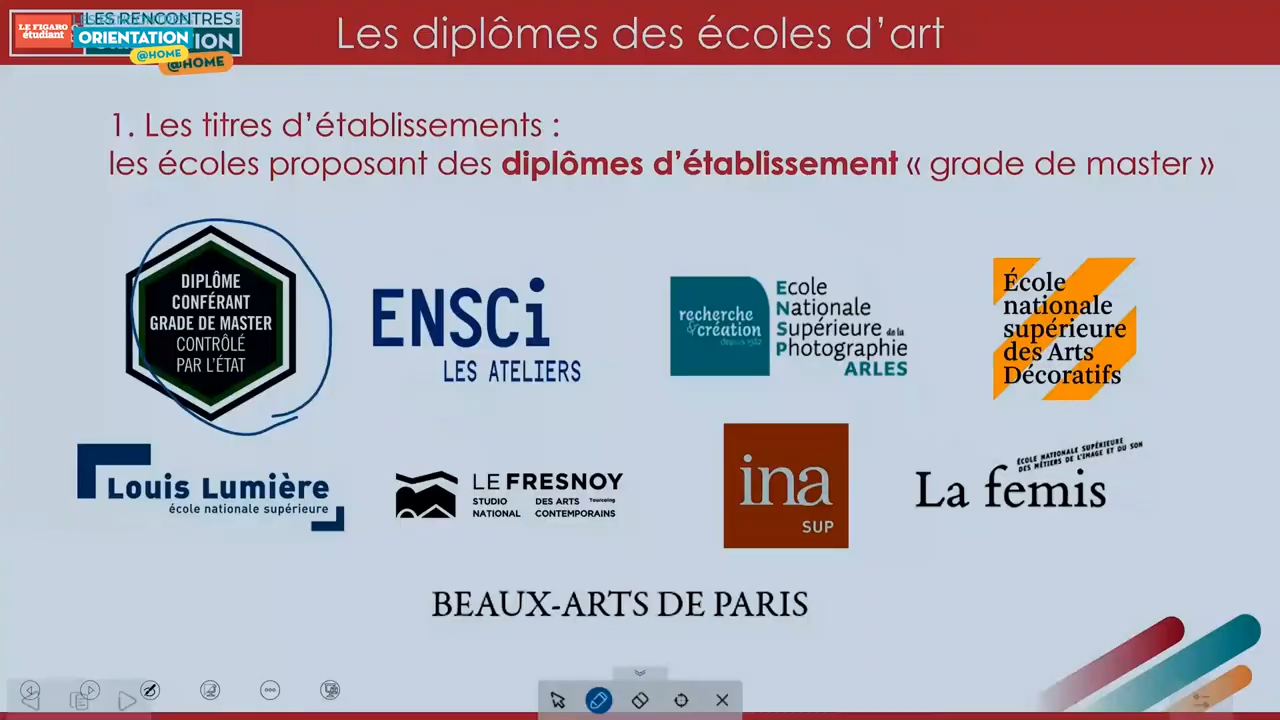 LE FIGARO
étudiant
LES RENCONTRES
ORIENTATION
@HOME
@HOME
Les diplômes des écoles d'art
1. Les titres d'établissements :
les écoles proposant des diplômes d'établissement « grade de master »
DIPLÔME
CONFÉRANT
GRADE DE MASTER
CONTRÔLÉ
PAR L'ÉTAT
ENSCi
LES ATELIERS
recherche
&création
depuis 1982
Ecole
Nationale
Supérieure de la
Photographie
ARLES
École
nationale
supérieure
des Arts
Décoratifs
Louis Lumière
école nationale supérieure
LE FRESNOY
STUDIO DES ARTS Tourcoing
NATIONAL CONTEMPORAINS
ina
SUP
ÉCOLE NATIONALE SUPÉRIEURE
DES MÉTIERS DE L'IMAGE ET DU SON
La femis
BEAUX-ARTS DE PARIS